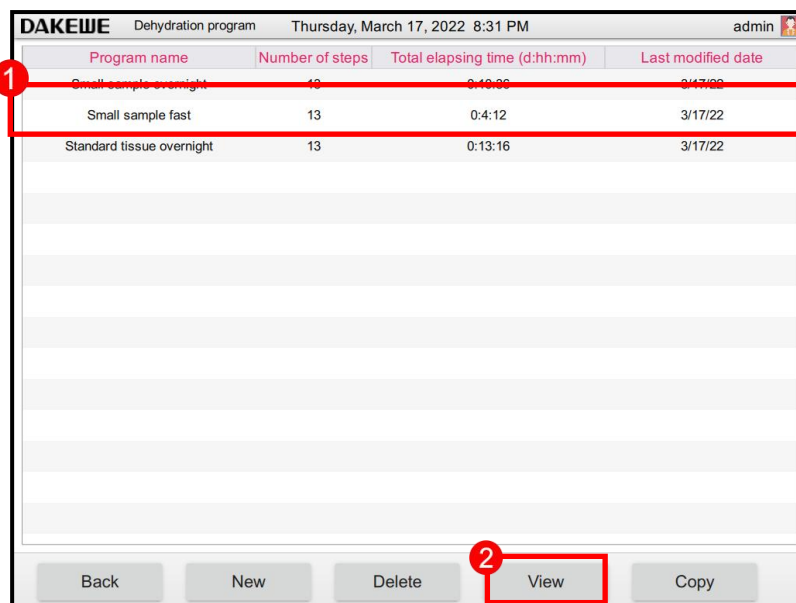 DAKEWE Dehydration program Thursday, March 17, 2022 8:31 PM admin
Program name Number of steps Total elapsing time (d:hh:mm) Last modified date
1
Small sample overnight 13 3/17/22
Small sample fast 13 0:4:12 3/17/22
Standard tissue overnight 13 0:13:16 3/17/22
2
Back New Delete View Copy